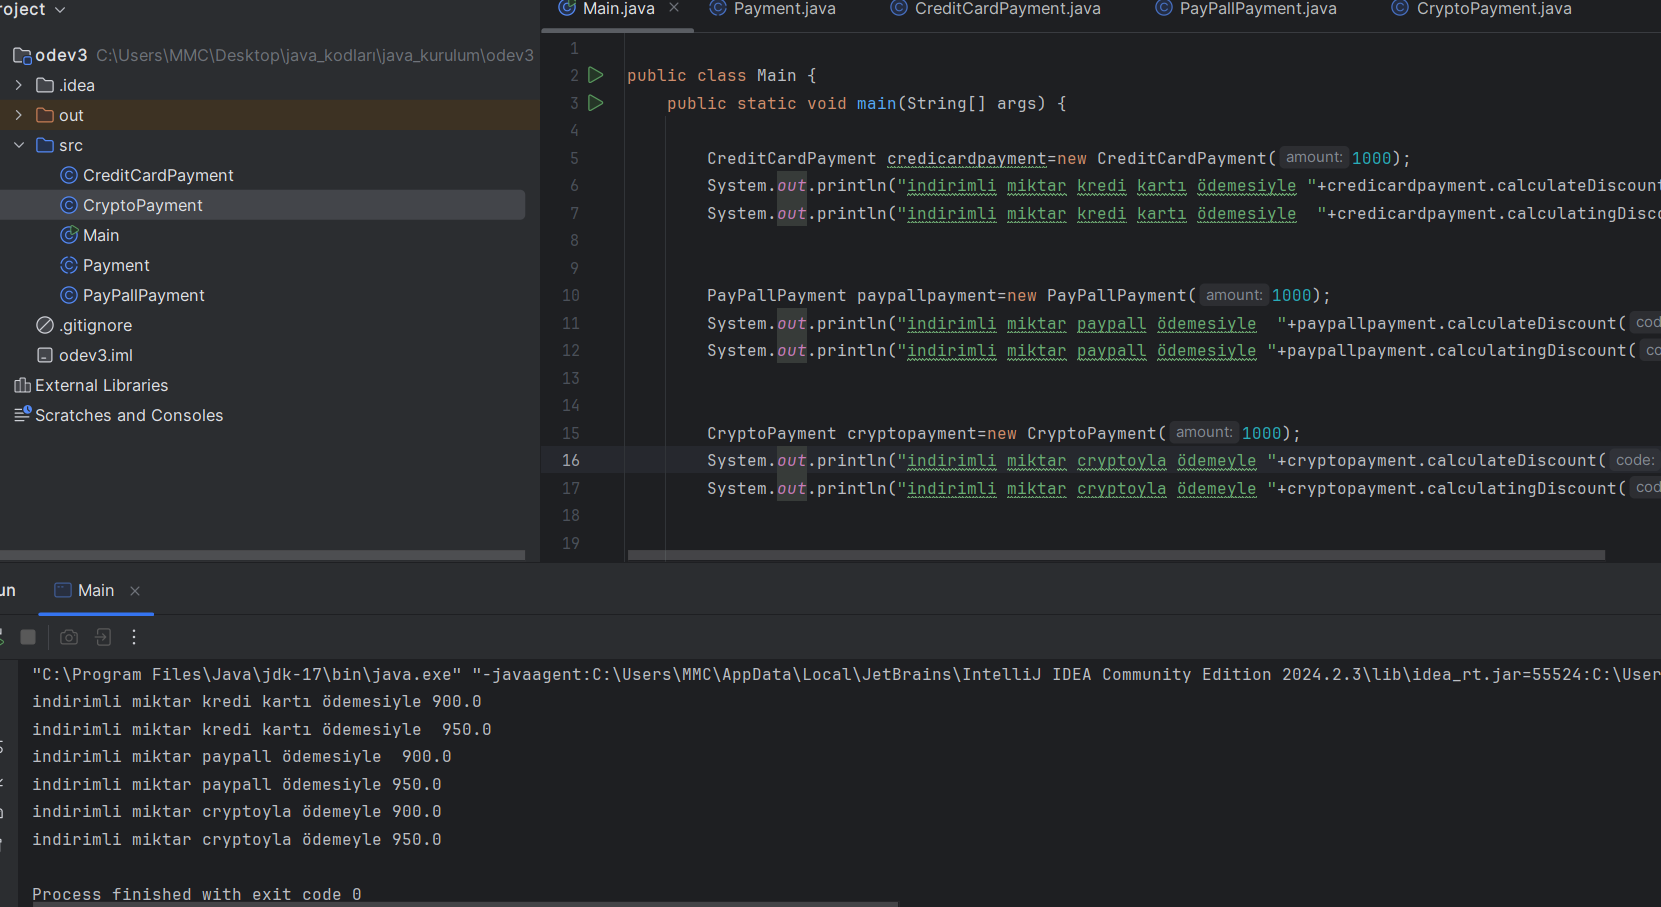 roject
odev3 C:\Users\MMC\Desktop\java_kodları\java_kurulum\odev3
.idea
out
src
CreditCardPayment
CryptoPayment
Main
Payment
PayPallPayment
.gitignore
odev3.iml
External Libraries
Scratches and Consoles
Main.java Payment.java CreditCardPayment.java PayPallPayment.java CryptoPayment.java
1
2 public class Main {
3 public static void main(String[] args) {
4
5 CreditCardPayment credicardpayment=new CreditCardPayment( amount: 1000);
6 System.out.println("indirimli miktar kredi kartı ödemesiyle "+credicardpayment.calculateDiscount
7 System.out.println("indirimli miktar kredi kartı ödemesiyle  "+credicardpayment.calculatingDisco
8
9
10 PayPallPayment paypallpayment=new PayPallPayment( amount: 1000);
11 System.out.println("indirimli miktar paypall ödemesiyle  "+paypallpayment.calculateDiscount( cod
12 System.out.println("indirimli miktar paypall ödemesiyle "+paypallpayment.calculatingDiscount( co
13
14
15 CryptoPayment cryptopayment=new CryptoPayment( amount: 1000);
16 System.out.println("indirimli miktar cryptoyla ödemeyle "+cryptopayment.calculateDiscount( code:
17 System.out.println("indirimli miktar cryptoyla ödemeyle "+cryptopayment.calculatingDiscount( cod
18
19
un Main
"C:\Program Files\Java\jdk-17\bin\java.exe" "-javaagent:C:\Users\MMC\AppData\Local\JetBrains\IntelliJ IDEA Community Edition 2024.2.3\lib\idea_rt.jar=55524:C:\User
indirimli miktar kredi kartı ödemesiyle 900.0
indirimli miktar kredi kartı ödemesiyle  950.0
indirimli miktar paypall ödemesiyle  900.0
indirimli miktar paypall ödemesiyle 950.0
indirimli miktar cryptoyla ödemeyle 900.0
indirimli miktar cryptoyla ödemeyle 950.0
Process finished with exit code 0